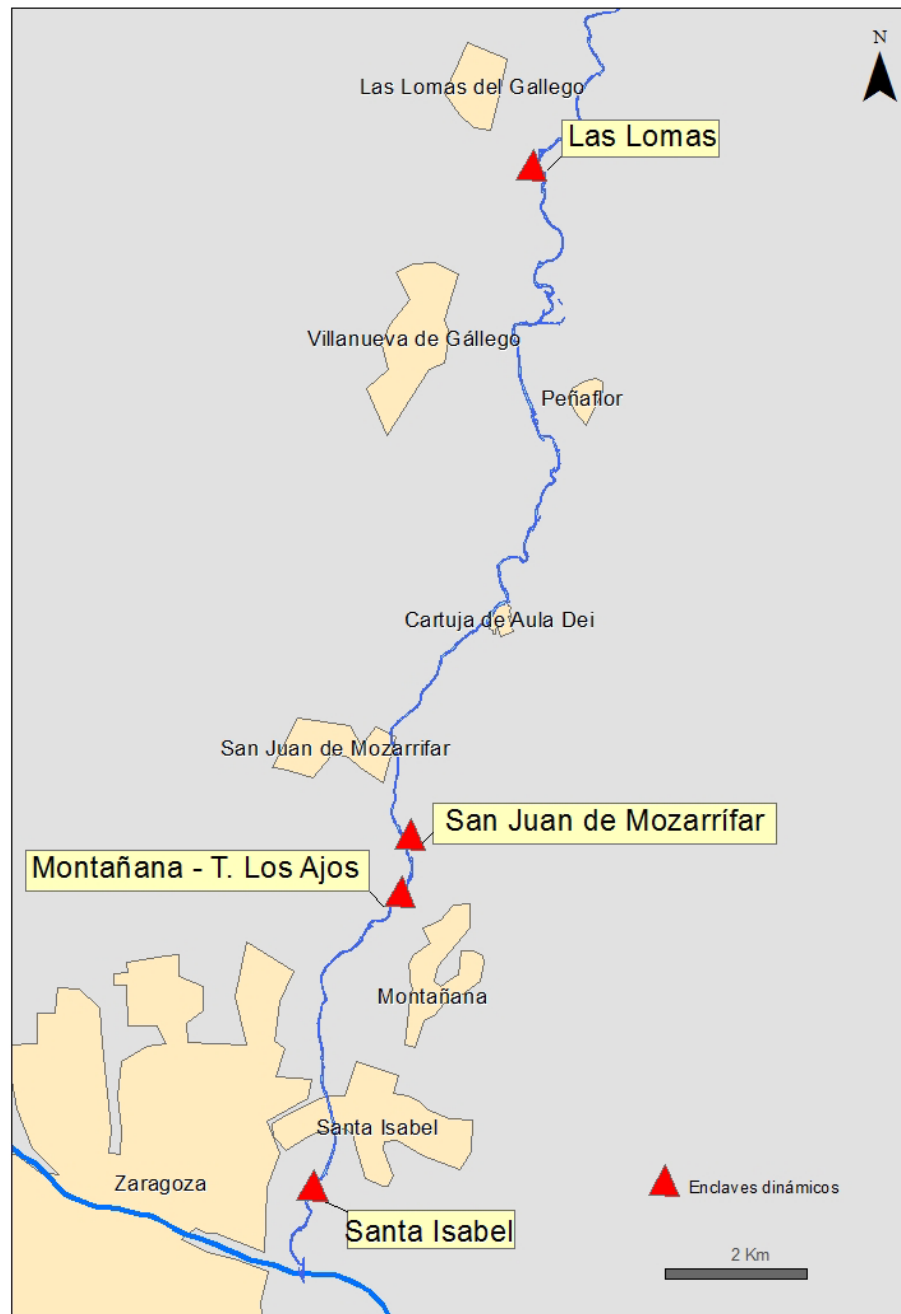 N
Las Lomas del Gallego
Las Lomas
Villanueva de Gállego
Peñaflor
Cartuja de Aula Dei
San Juan de Mozarrifar
San Juan de Mozarrífar
Montañana - T. Los Ajos
Montañana
Santa Isabel
Zaragoza
Enclaves dinámicos
Santa Isabel
2 Km